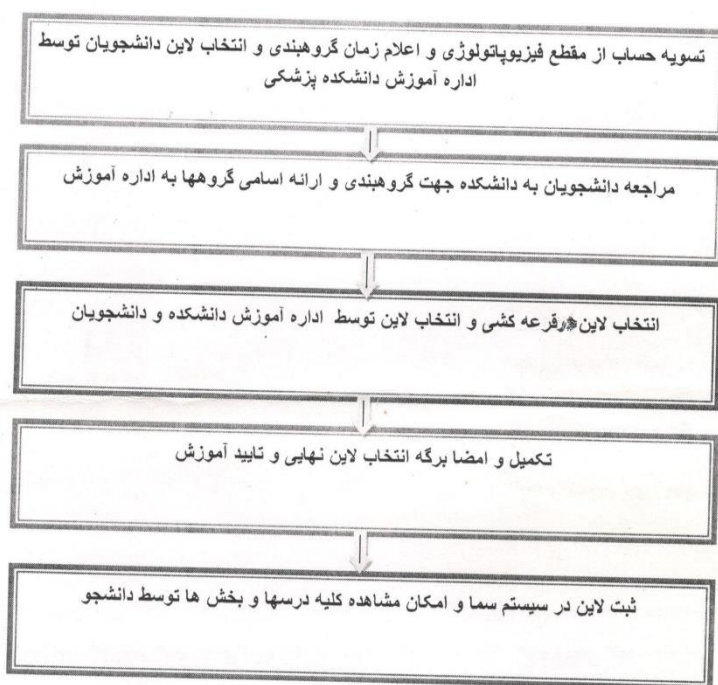 تسویه حساب از مقطع فیزیوپاتولوژی و اعلام زمان گروهبندی و انتخاب لاین دانشجویان توسط
اداره آموزش دانشکده پزشکی
مراجعه دانشجویان به دانشکده جهت گروهبندی و ارائه اسامی گروهها به اداره آموزش
انتخاب لاین قرعه کشی و انتخاب لاین توسط اداره آموزش دانشکده و دانشجویان
تکمیل و امضا برگه انتخاب لاین نهایی و تایید آموزش
ثبت لاین در سیستم سما و امکان مشاهده کلیه درسها و بخش ها توسط دانشجو